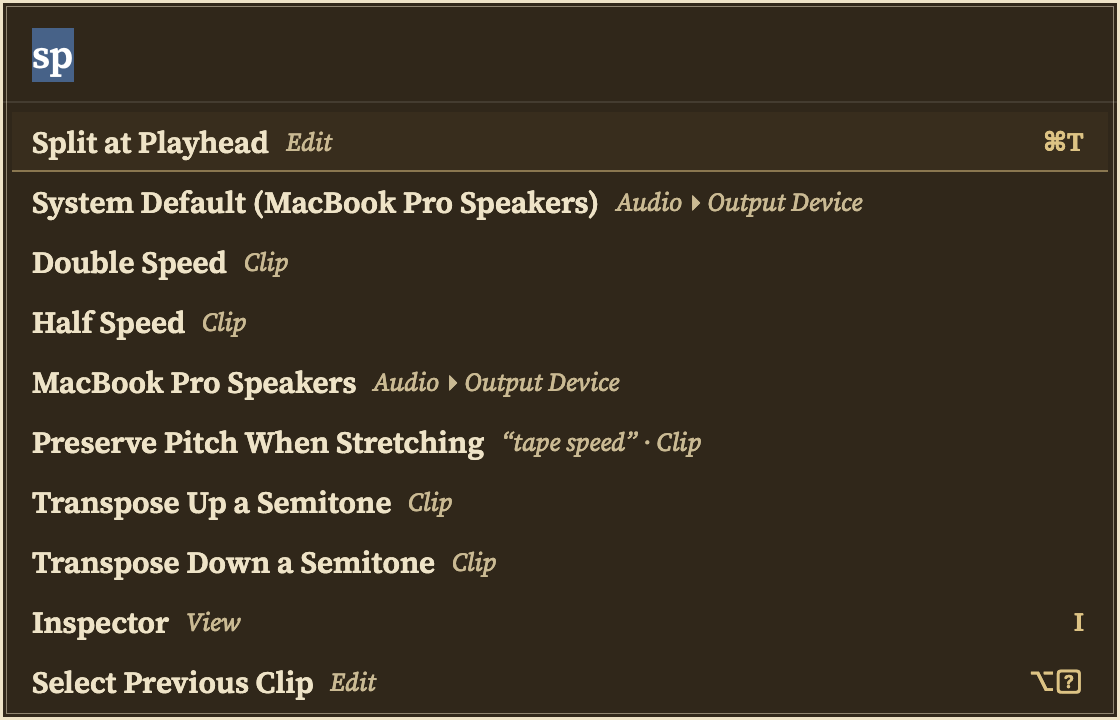 sp
Split at Playhead Edit ⌘T
System Default (MacBook Pro Speakers) Audio ▸ Output Device
Double Speed Clip
Half Speed Clip
MacBook Pro Speakers Audio ▸ Output Device
Preserve Pitch When Stretching “tape speed” · Clip
Transpose Up a Semitone Clip
Transpose Down a Semitone Clip
Inspector View I
Select Previous Clip Edit ⌥⍰